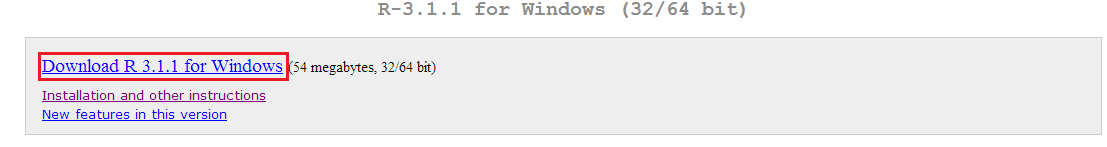 R-3.1.1 for Windows (32/64 bit)
Download R 3.1.1 for Windows (54 megabytes, 32/64 bit)
Installation and other instructions
New features in this version